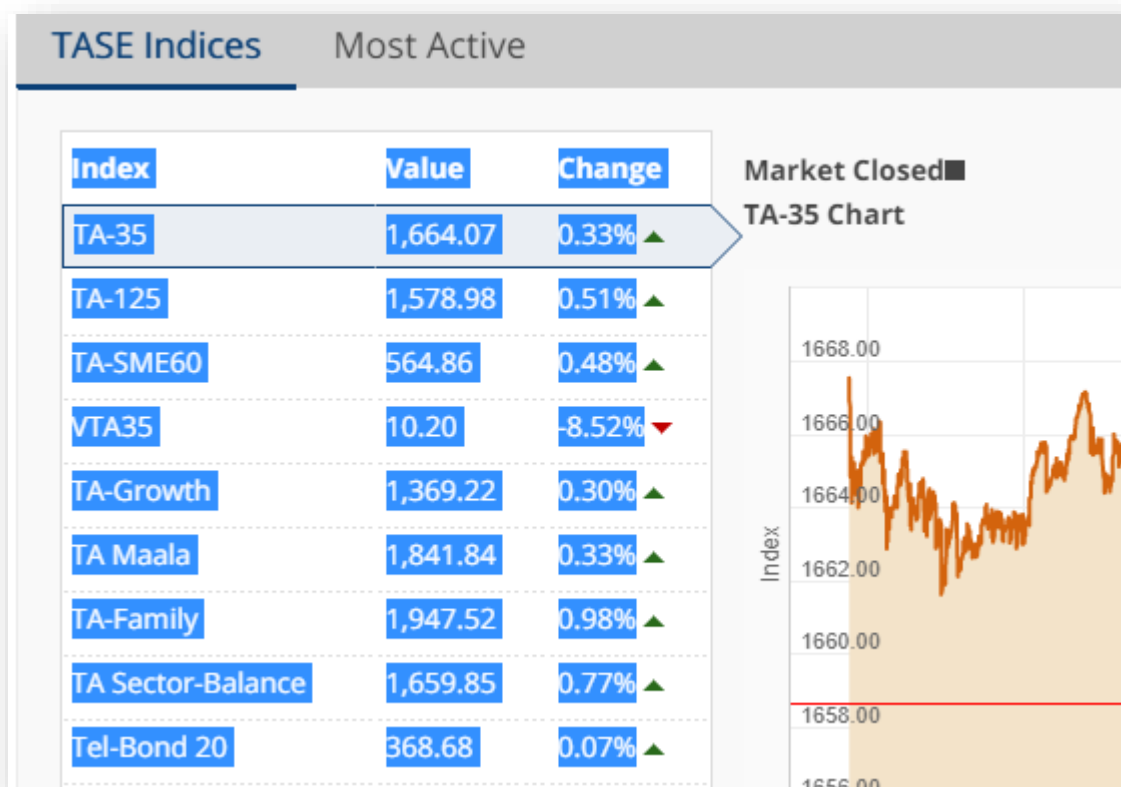 TASE Indices Most Active
Index Value Change
Market Closed
TA-35 Chart
TA-35 1,664.07 0.33%
TA-125 1,578.98 0.51%
TA-SME60 564.86 0.48%
VTA35 10.20 -8.52%
TA-Growth 1,369.22 0.30%
TA Maala 1,841.84 0.33%
TA-Family 1,947.52 0.98%
TA Sector-Balance 1,659.85 0.77%
Tel-Bond 20 368.68 0.07%
Index
1668.00
1666.00
1664.00
1662.00
1660.00
1658.00
1656.00